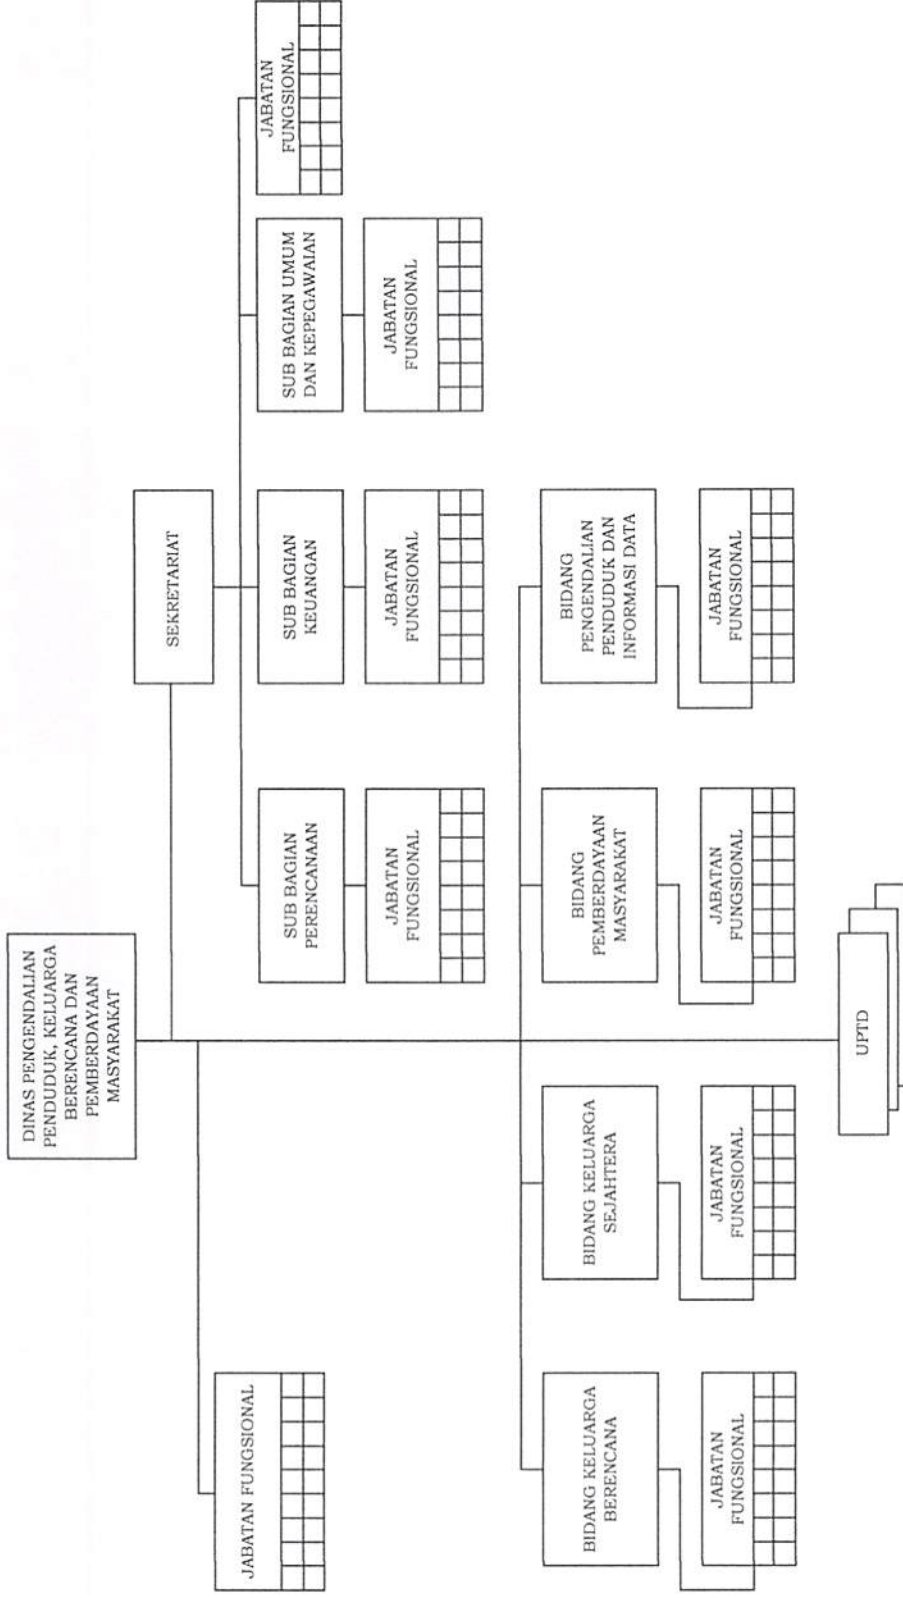 DINAS PENGENDALIAN
PENDUDUK, KELUARGA
BERENCANA DAN
PEMBERDAYAAN
MASYARAKAT
SEKRETARIAT
JABATAN FUNGSIONAL
SUB BAGIAN
PERENCANAAN
SUB BAGIAN
KEUANGAN
SUB BAGIAN UMUM
DAN KEPEGAWAIAN
JABATAN
FUNGSIONAL
JABATAN
FUNGSIONAL
JABATAN
FUNGSIONAL
JABATAN
FUNGSIONAL
BIDANG KELUARGA
BERENCANA
BIDANG KELUARGA
SEJAHTERA
BIDANG
PEMBERDAYAAN
MASYARAKAT
BIDANG
PENGENDALIAN
PENDUDUK DAN
INFORMASI DATA
JABATAN
FUNGSIONAL
JABATAN
FUNGSIONAL
JABATAN
FUNGSIONAL
JABATAN
FUNGSIONAL
UPTD